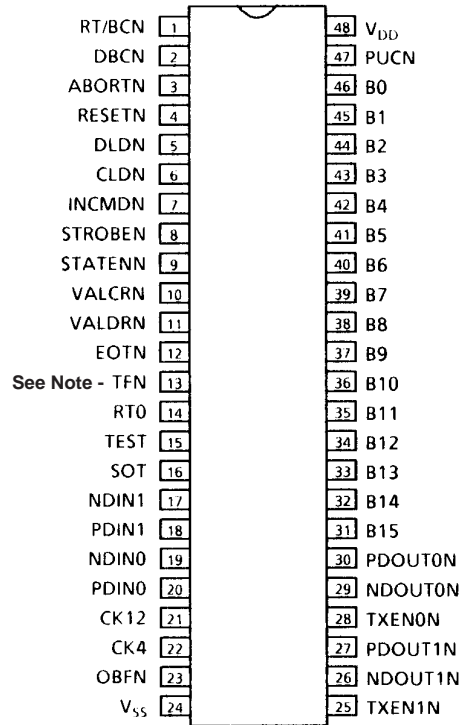 RT/BCN 1 48 VDD
DBCN 2 47 PUCN
ABORTN 3 46 B0
RESETN 4 45 B1
DLDN 5 44 B2
CLDN 6 43 B3
INCMDN 7 42 B4
STROBEN 8 41 B5
STATENN 9 40 B6
VALCRN 10 39 B7
VALDRN 11 38 B8
EOTN 12 37 B9
See Note - TFN 13 36 B10
RT0 14 35 B11
TEST 15 34 B12
SOT 16 33 B13
NDIN1 17 32 B14
PDIN1 18 31 B15
NDIN0 19 30 PDOUT0N
PDIN0 20 29 NDOUT0N
CK12 21 28 TXEN0N
CK4 22 27 PDOUT1N
OBFN 23 26 NDOUT1N
VSS 24 25 TXEN1N